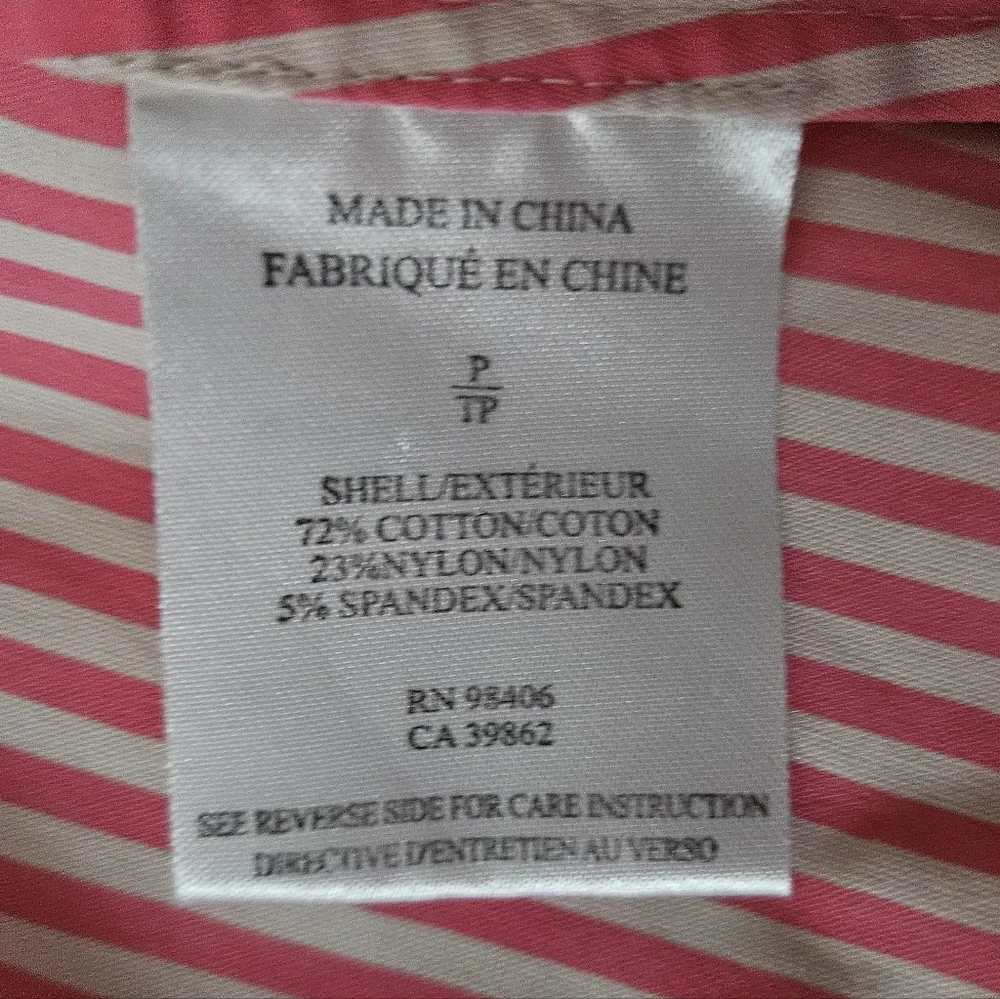 MADE IN CHINA
FABRIQUÉ EN CHINE
P
TP
SHELL/EXTÉRIEUR
72% COTTON/COTON
23%NYLON/NYLON
5% SPANDEX/SPANDEX
RN 98406
CA 39862
SEE REVERSE SIDE FOR CARE INSTRUCTION
DIRECTIVE D'ENTRETIEN AU VERSO